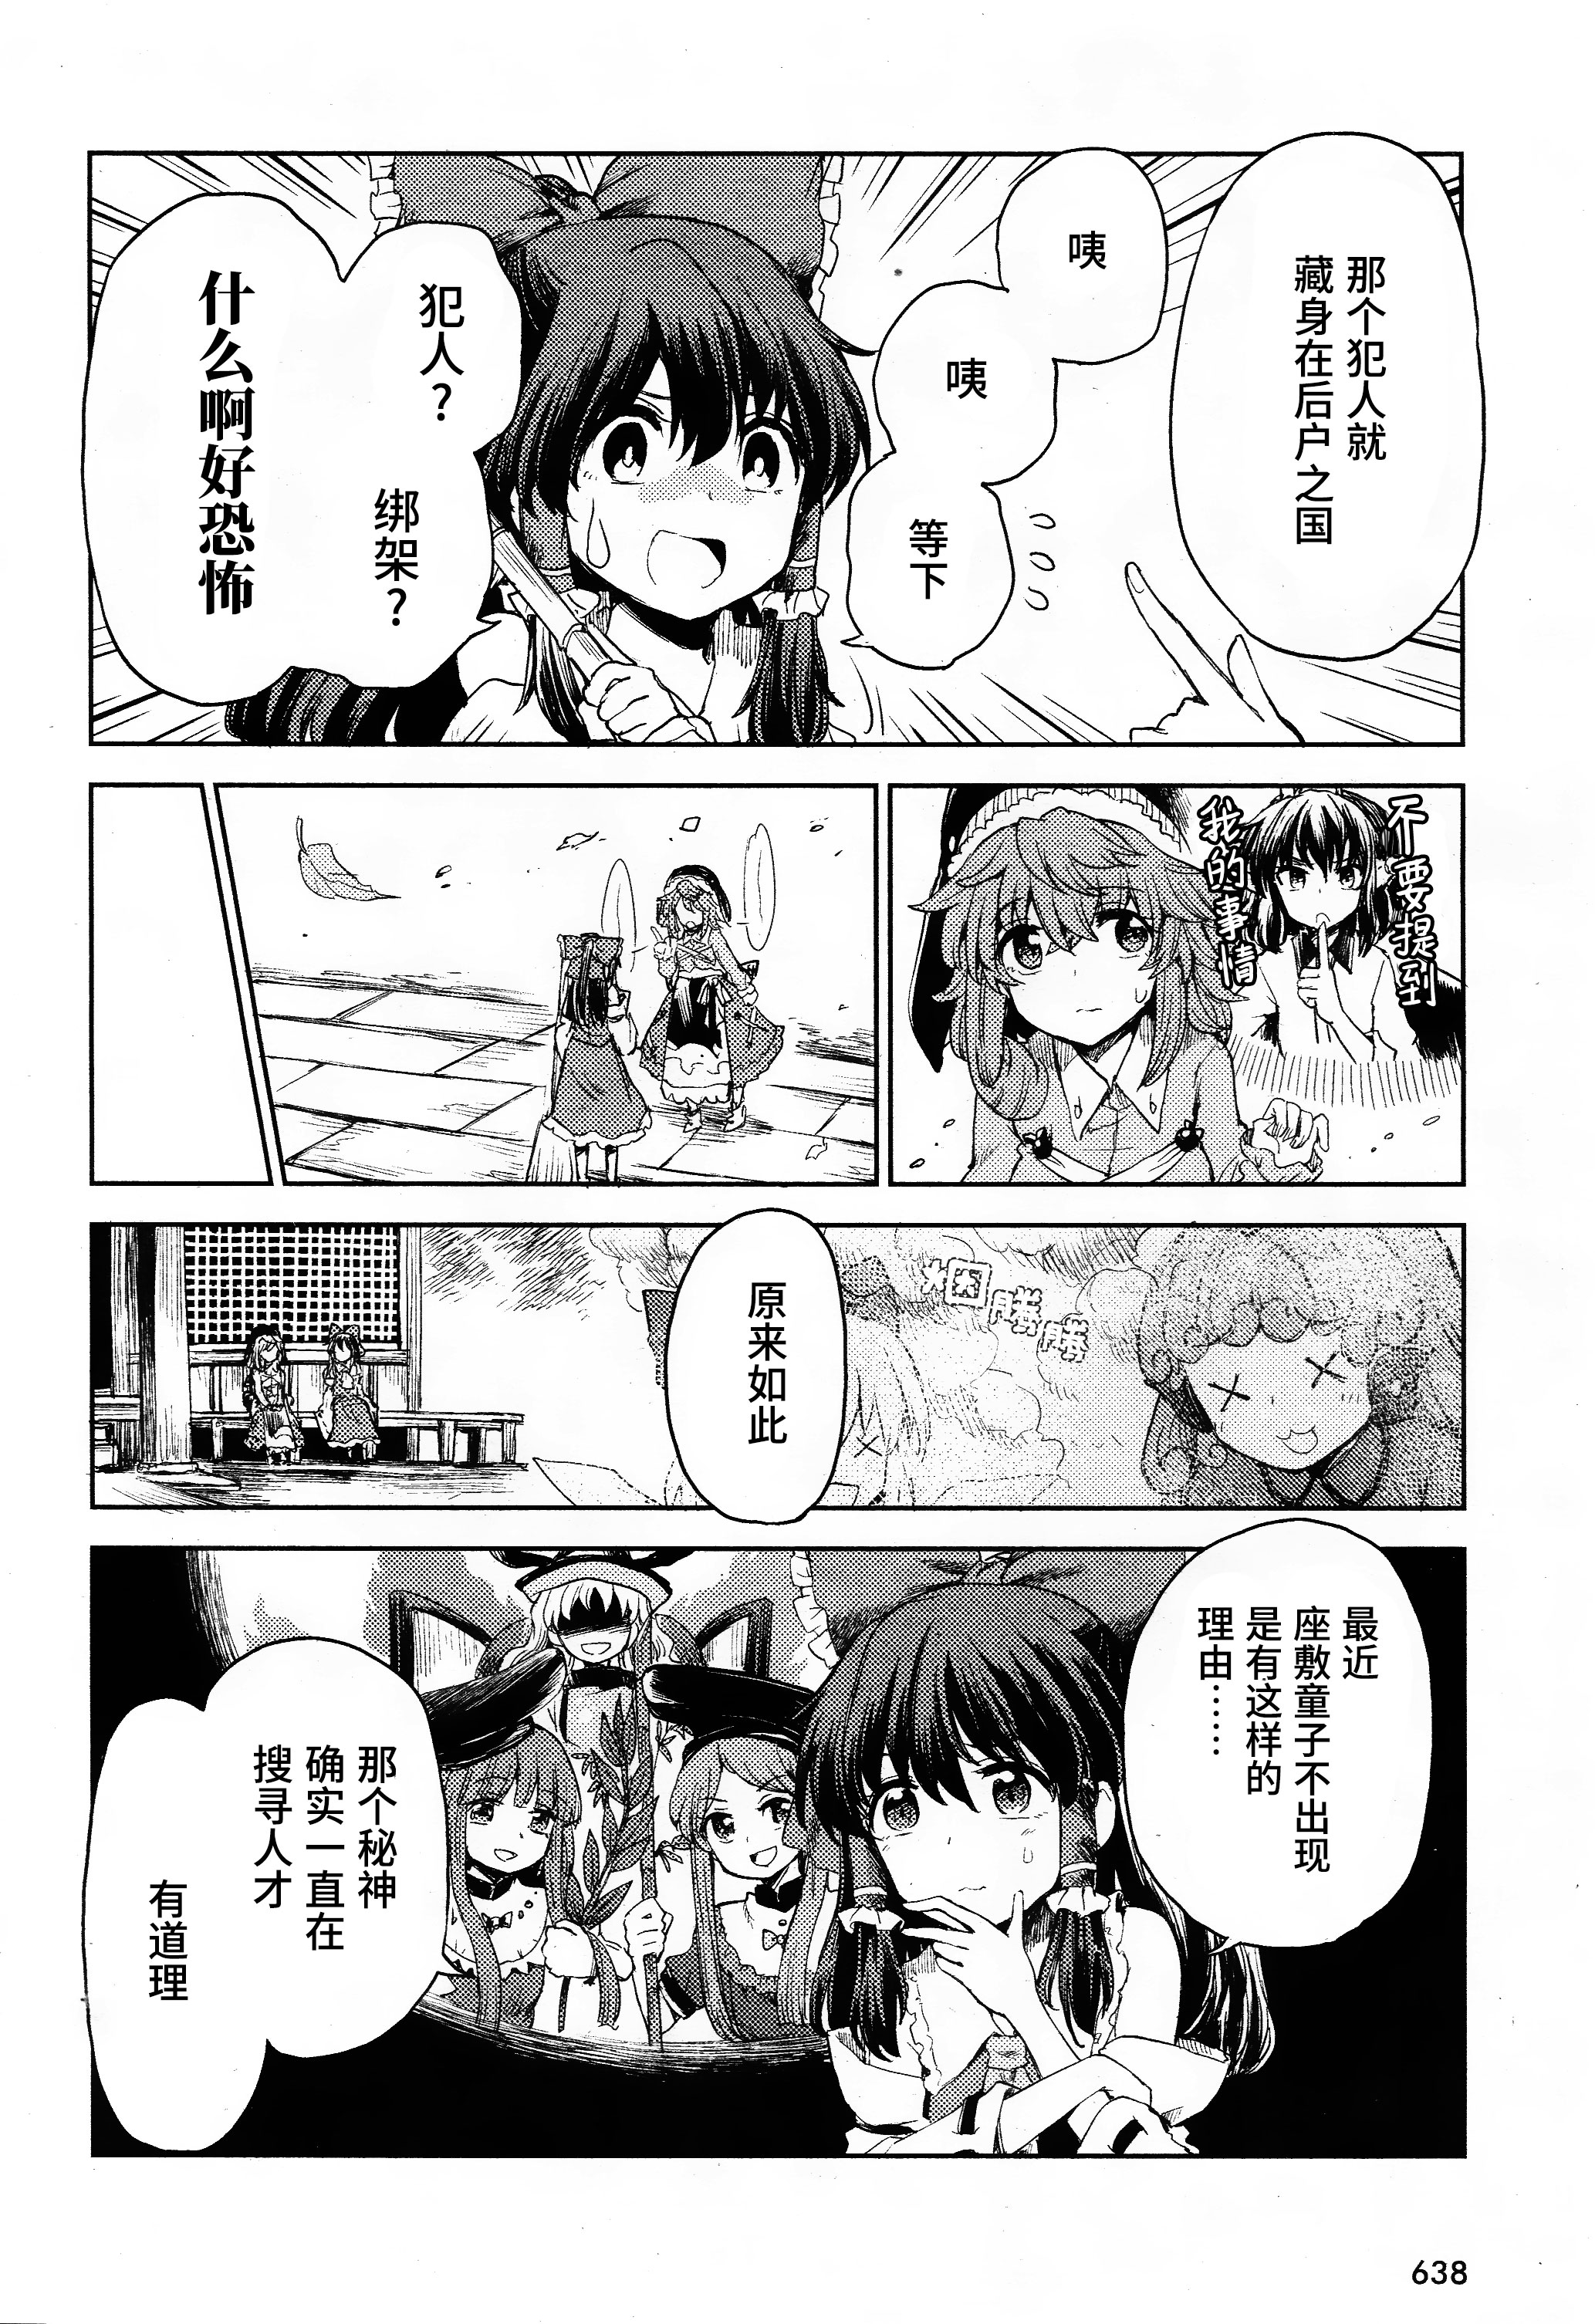 那个犯人就
藏身在后户之国
咦
咦
等下
犯人？
绑架？
什么啊好恐怖
不要提到
我的事情
烟腾腾
原来如此
最近
座敷童子不出现
是有这样的
理由……
那个秘神
确实一直在
搜寻人才
有道理
638